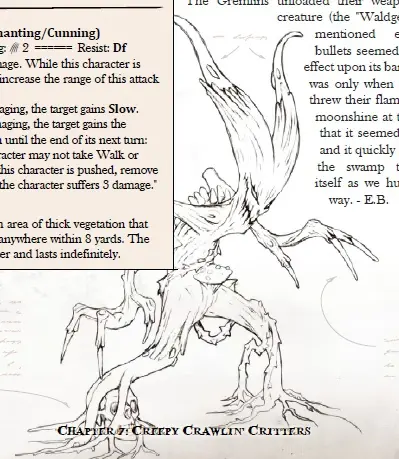 hanting/Cunning)
2 ====== Resist: Df
mage. While this character is
increase the range of this attack
aging, the target gains Slow.
maging, the target gains the
n until the end of its next turn:
racter may not take Walk or
this character is pushed, remove
the character suffers 3 damage."
n area of thick vegetation that
anywhere within 8 yards. The
er and lasts indefinitely.
The Gremlins unloaded their weap
creature (the "Waldge
mentioned e
bullets seemed
effect upon its bas
was only when
threw their flam
moonshine at t
that it seemed
and it quickly
the swamp t
itself as we hu
way. - E.B.
Chapter 7: Creepy Crawlin' Critters